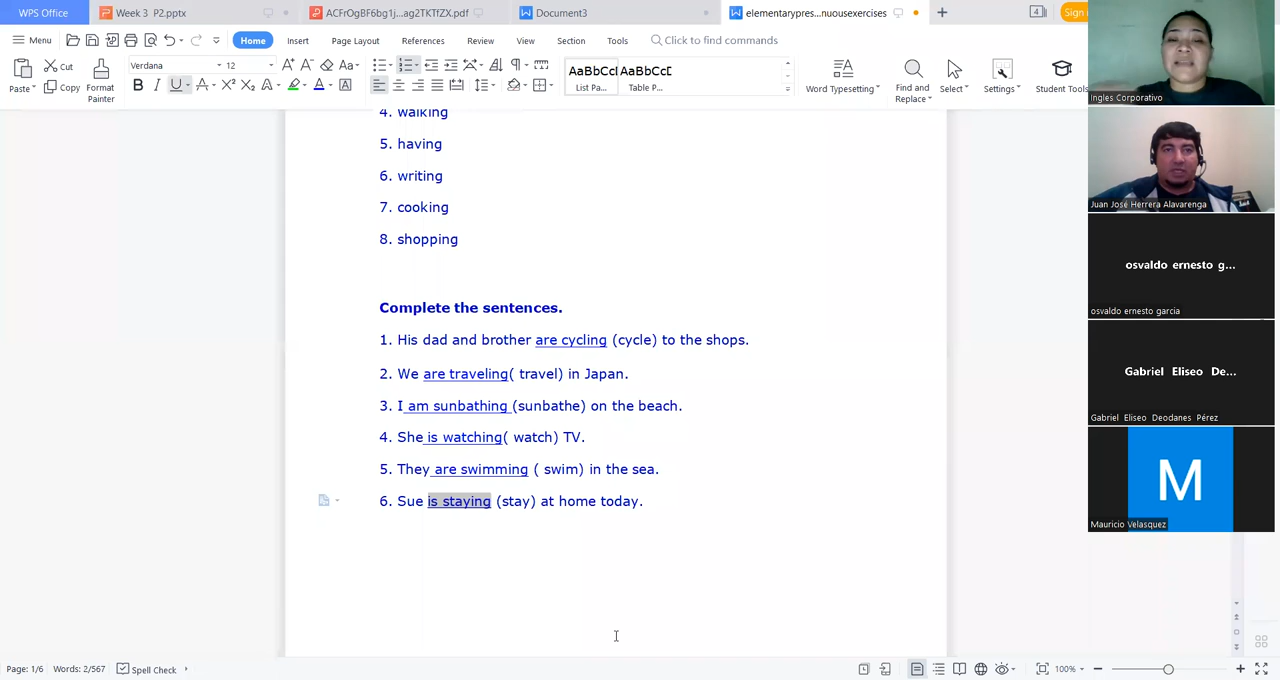 WPS Office
Week 3 P2.pptx
ACFrOgBF6bg1j...ag2TKTfZX.pdf
Document3
elementarypres...nuousexercises
4
Sign i
Menu
Home
Insert
Page Layout
References
Review
View
Section
Tools
Click to find commands
Paste
Cut
Copy
Format Painter
Verdana
12
AaBbCcI
List Pa...
AaBbCcD
Table P...
Word Typesetting
Find and Replace
Select
Settings
Student Tools
4. walking
5. having
6. writing
7. cooking
8. shopping
Complete the sentences.
1. His dad and brother are cycling (cycle) to the shops.
2. We are traveling( travel) in Japan.
3. I am sunbathing (sunbathe) on the beach.
4. She is watching( watch) TV.
5. They are swimming ( swim) in the sea.
6. Sue is staying (stay) at home today.
Ingles Corporativo
Juan José Herrera Alavarenga
osvaldo ernesto g...
osvaldo ernesto garcia
Gabriel Eliseo De...
Gabriel Eliseo Deodanes Pérez
M
Mauricio Velasquez
Page: 1/6
Words: 2/567
Spell Check
100%